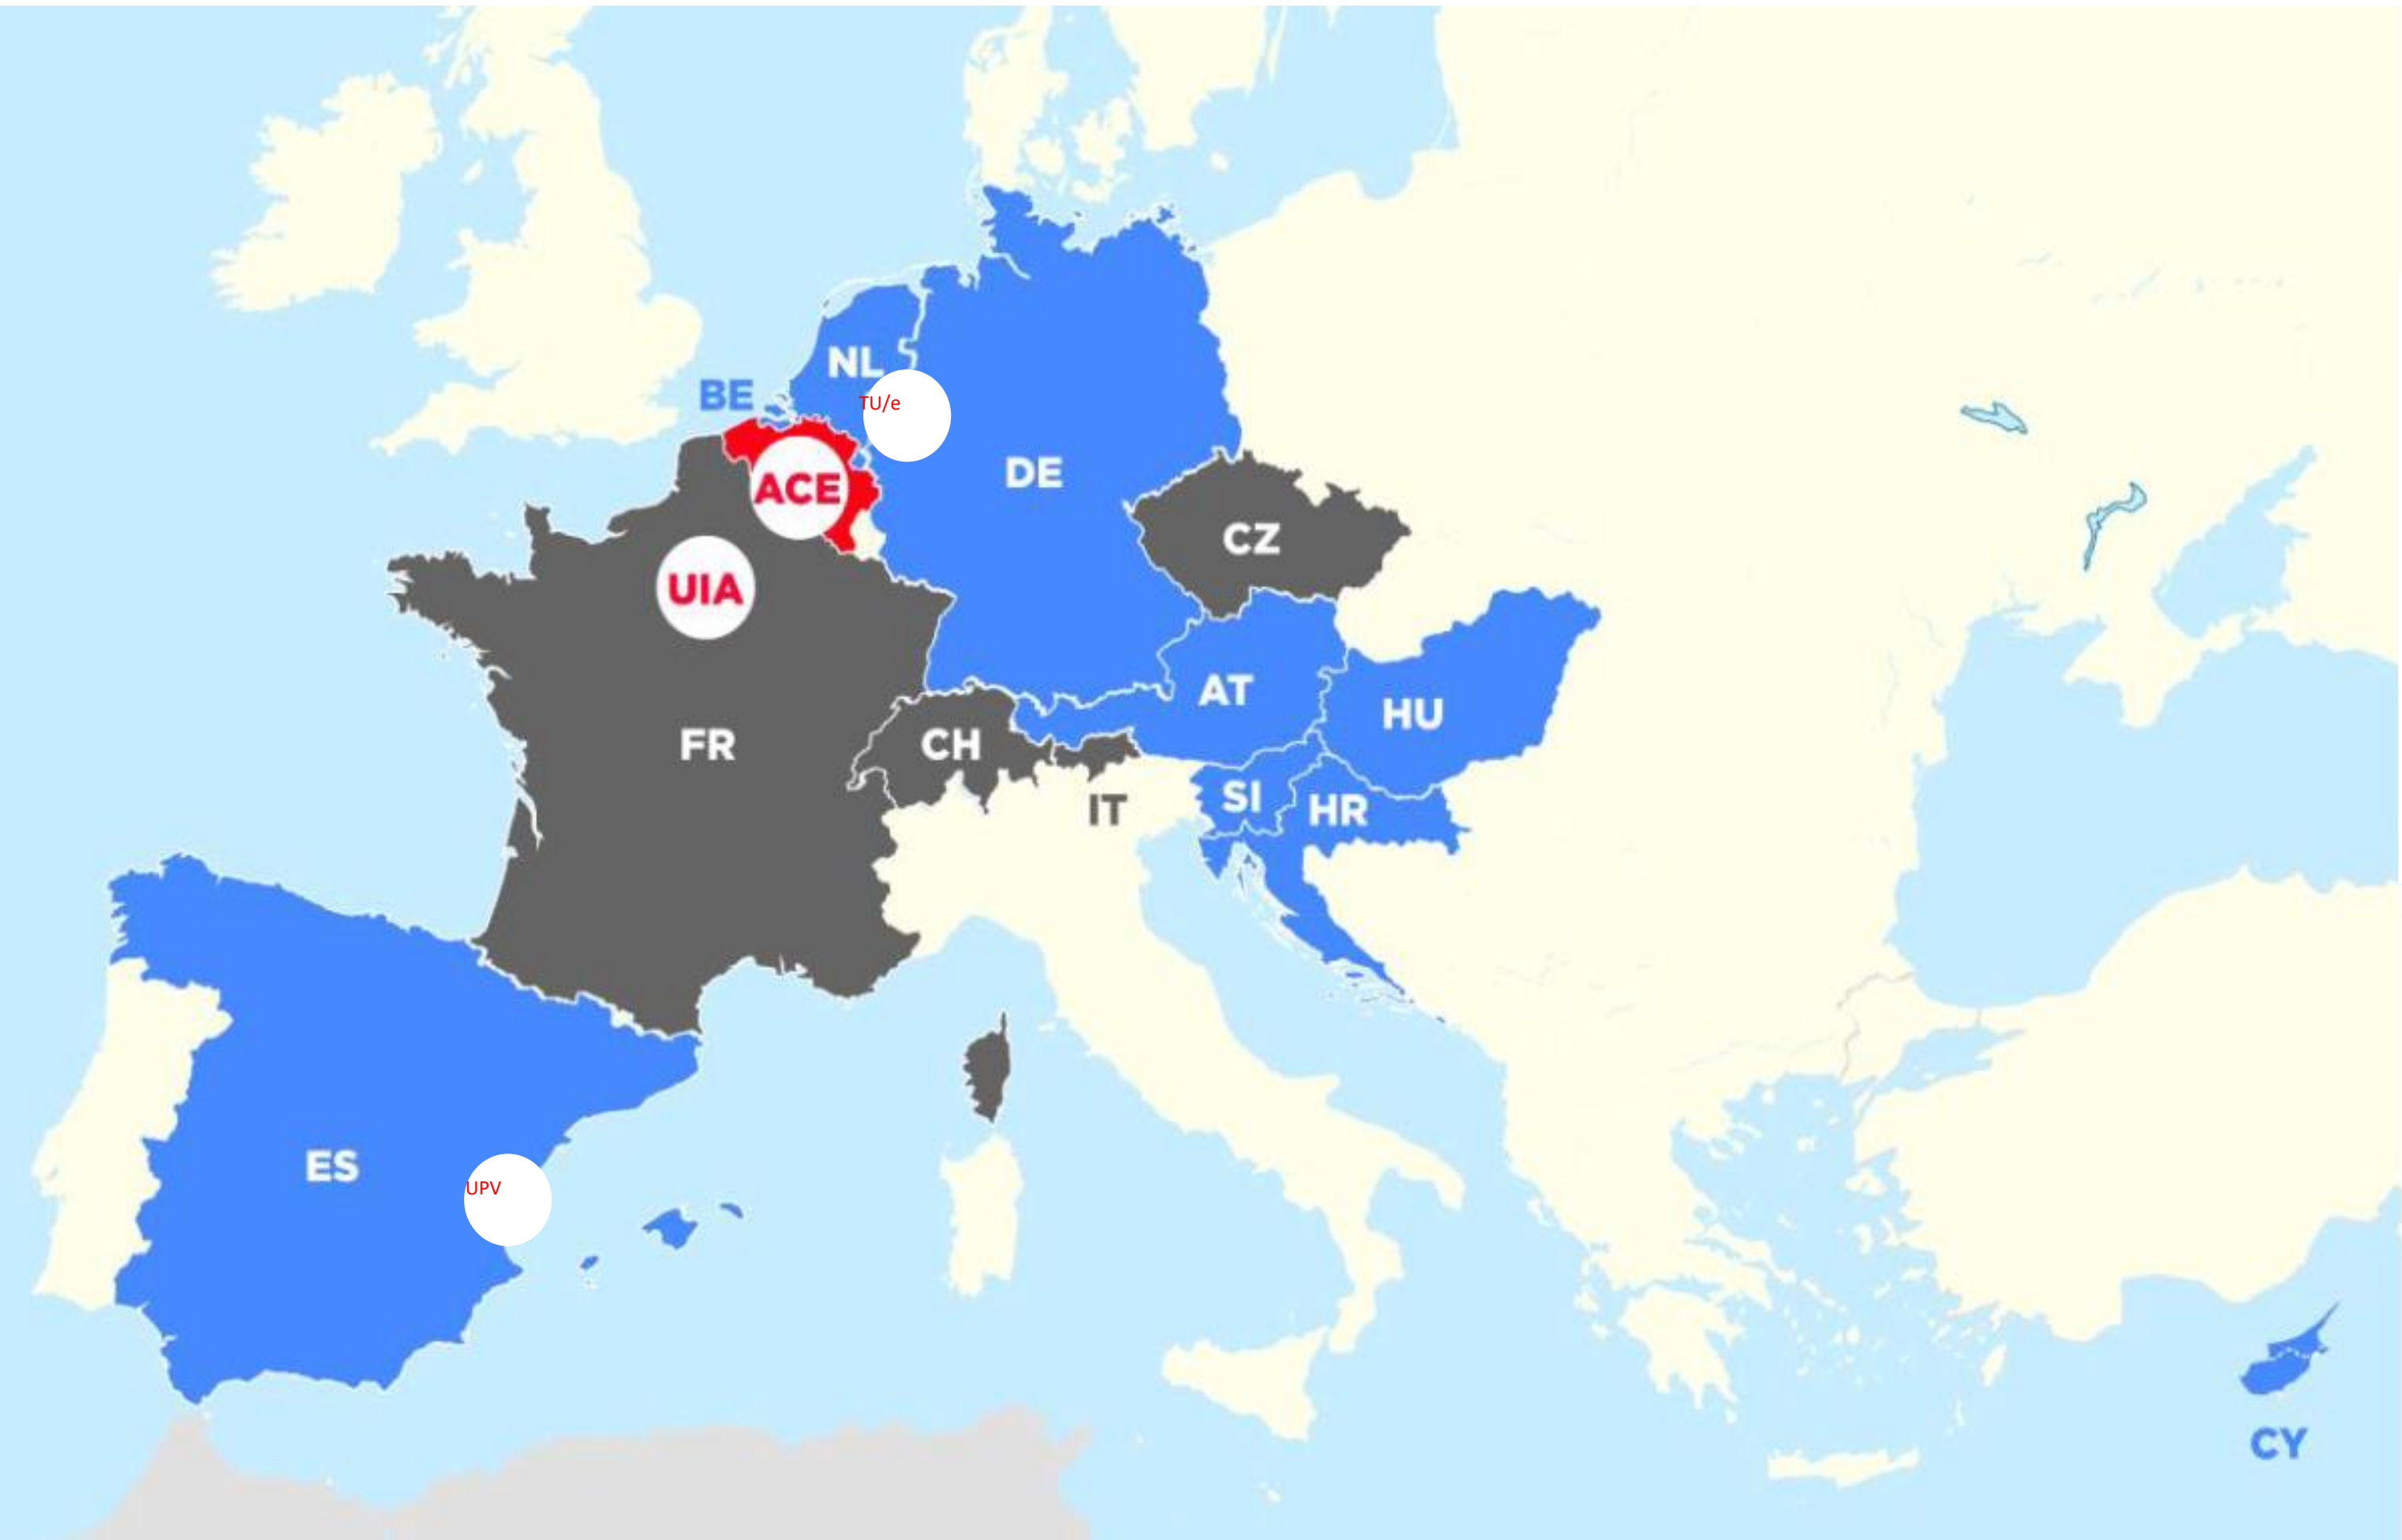 NL
BE
TU/e
DE
ACE
CZ
UIA
AT
HU
FR
CH
SI
HR
IT
ES
UPV
CY